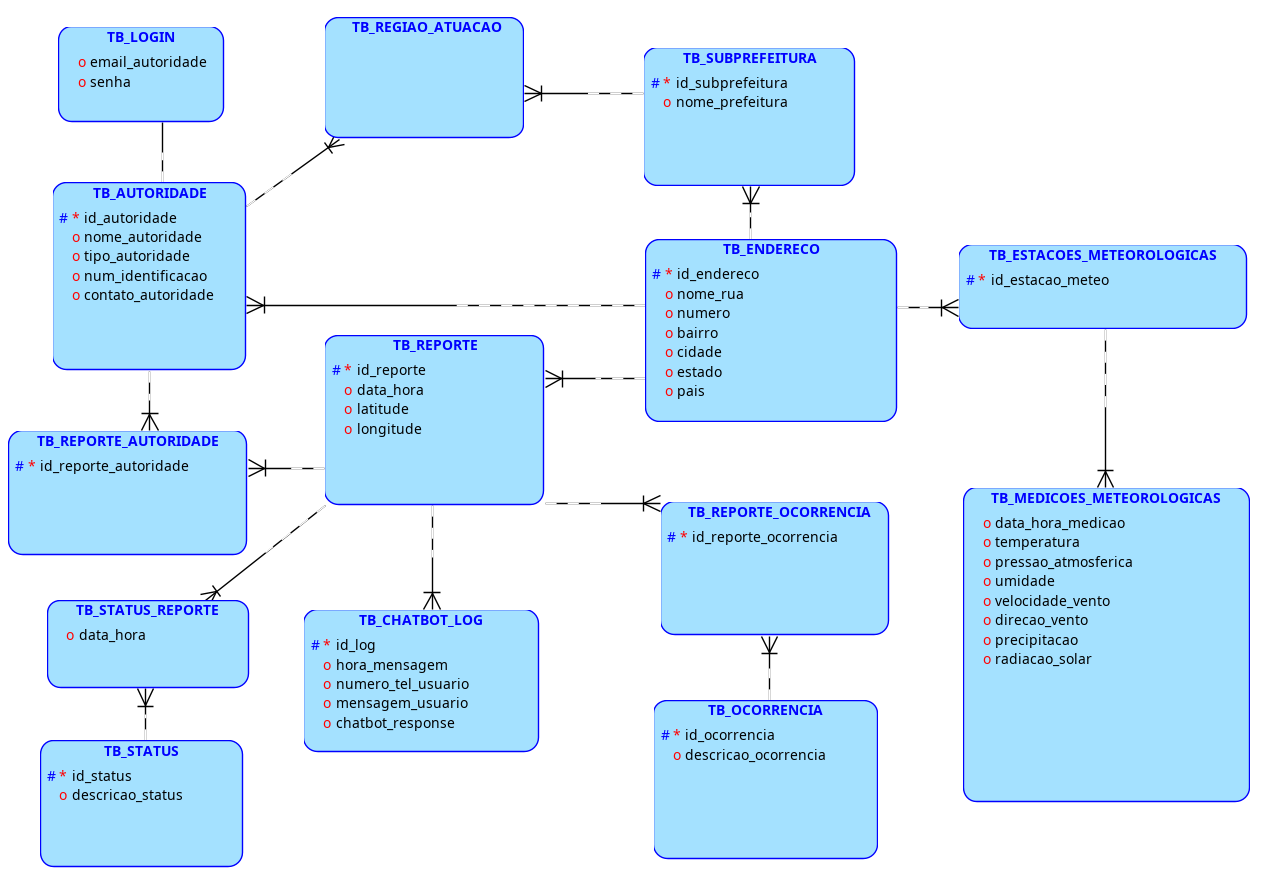 TB_LOGIN
o email_autoridade
o senha
TB_REGIAO_ATUACAO
TB_SUBPREFEITURA
# * id_subprefeitura
o nome_prefeitura
TB_AUTORIDADE
# * id_autoridade
o nome_autoridade
o tipo_autoridade
o num_identificacao
o contato_autoridade
TB_ENDERECO
# * id_endereco
o nome_rua
o numero
o bairro
o cidade
o estado
o pais
TB_ESTACOES_METEOROLOGICAS
# * id_estacao_meteo
TB_REPORTE
# * id_reporte
o data_hora
o latitude
o longitude
TB_REPORTE_AUTORIDADE
# * id_reporte_autoridade
TB_MEDICOES_METEOROLOGICAS
o data_hora_medicao
o temperatura
o pressao_atmosferica
o umidade
o velocidade_vento
o direcao_vento
o precipitacao
o radiacao_solar
TB_REPORTE_OCORRENCIA
# * id_reporte_ocorrencia
TB_STATUS_REPORTE
o data_hora
TB_CHATBOT_LOG
# * id_log
o hora_mensagem
o numero_tel_usuario
o mensagem_usuario
o chatbot_response
TB_OCORRENCIA
# * id_ocorrencia
o descricao_ocorrencia
TB_STATUS
# * id_status
o descricao_status